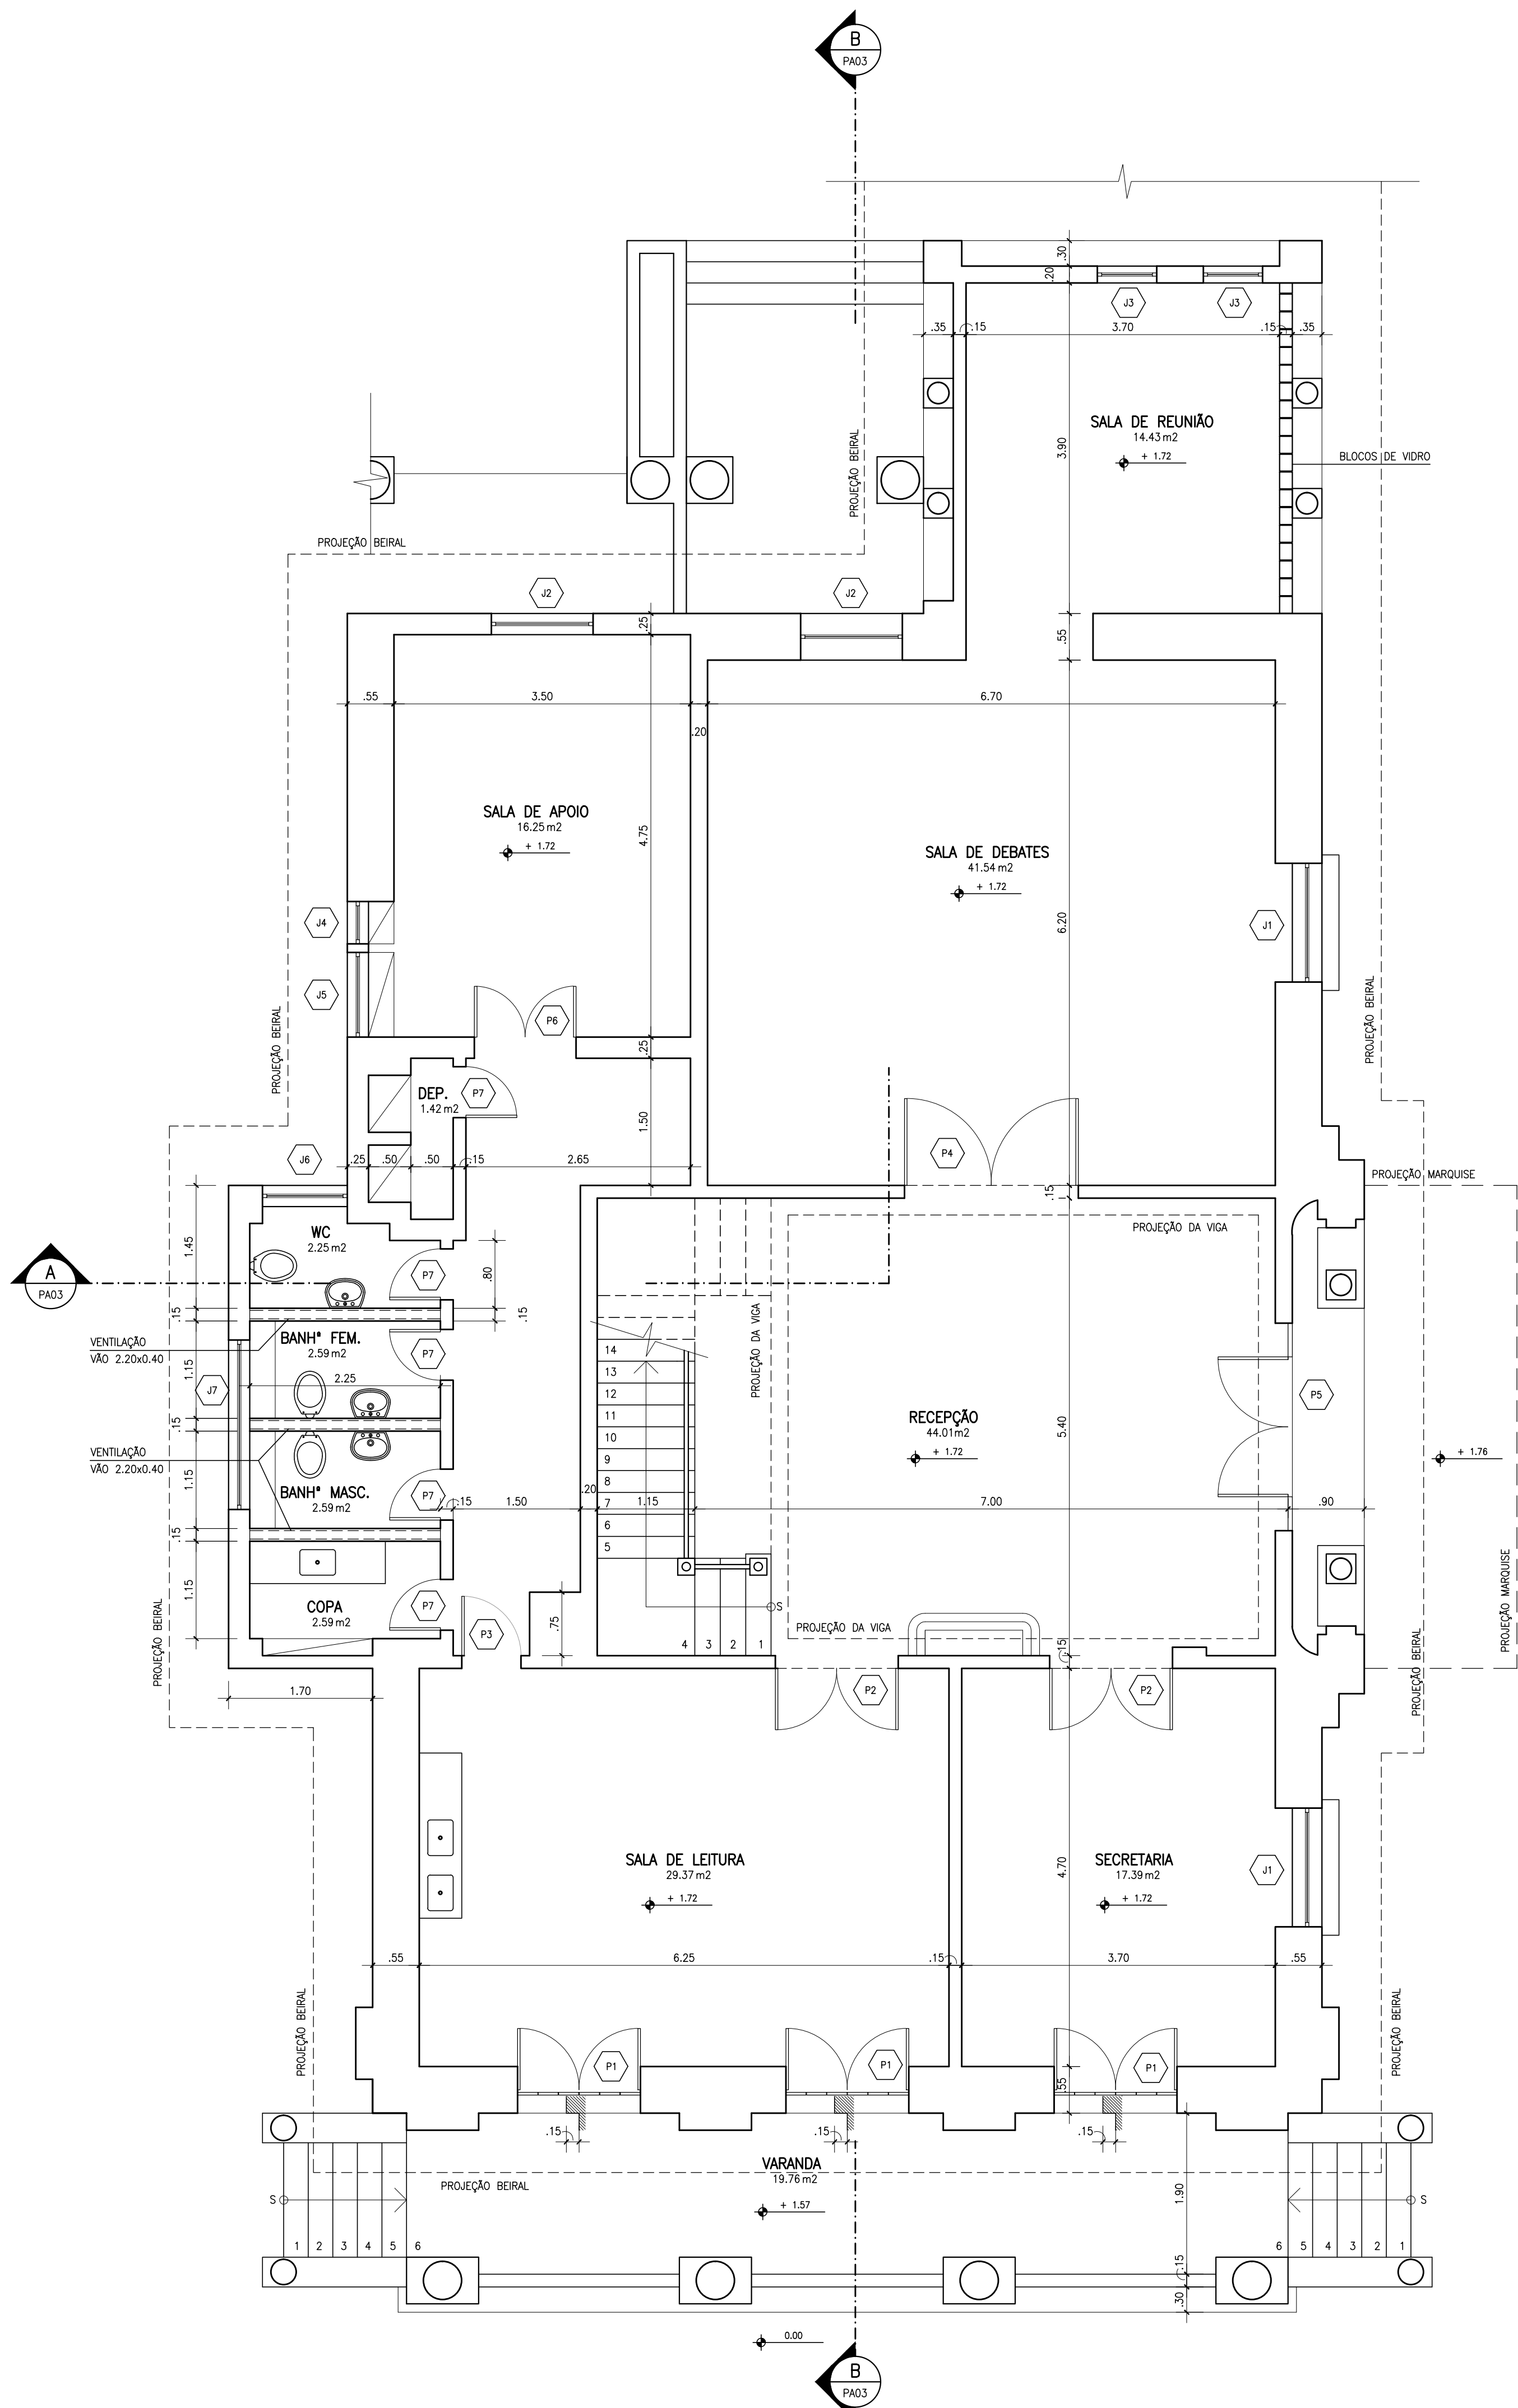 B
PA03
.30
.20
J3
J3
.35
.15
3.70
.15
.35
SALA DE REUNIÃO
14.43 m2
+ 1.72
3.90
BLOCOS DE VIDRO
PROJEÇÃO BEIRAL
PROJEÇÃO BEIRAL
J2
J2
.25
.55
.55
3.50
6.70
.20
SALA DE APOIO
16.25 m2
+ 1.72
4.75
SALA DE DEBATES
41.54 m2
+ 1.72
6.20
J4
J1
J5
P6
PROJEÇÃO BEIRAL
PROJEÇÃO BEIRAL
.25
DEP.
1.42 m2
P7
1.50
J6
.25
.50
.50
.15
2.65
P4
PROJEÇÃO MARQUISE
.15
PROJEÇÃO DA VIGA
WC
2.25 m2
1.45
A
PA03
P7
.80
.15
.15
VENTILAÇÃO
VÃO 2.20x0.40
BANHº FEM.
2.59 m2
P7
1.15
J7
2.25
PROJEÇÃO DA VIGA
14
13
12
11
10
9
8
7
6
5
P5
RECEPÇÃO
44.01 m2
+ 1.72
5.40
+ 1.76
.15
VENTILAÇÃO
VÃO 2.20x0.40
BANHº MASC.
2.59 m2
P7
1.15
.15
1.50
.20
1.15
7.00
.90
.15
COPA
2.59 m2
P7
1.15
P3
.75
S
4
3
2
1
PROJEÇÃO DA VIGA
.15
PROJEÇÃO MARQUISE
PROJEÇÃO BEIRAL
PROJEÇÃO BEIRAL
1.70
P2
P2
SALA DE LEITURA
29.37 m2
+ 1.72
4.70
SECRETARIA
17.39 m2
+ 1.72
J1
.55
6.25
.15
3.70
.55
PROJEÇÃO BEIRAL
PROJEÇÃO BEIRAL
P1
P1
P1
.55
.15
.15
.15
VARANDA
19.76 m2
+ 1.57
PROJEÇÃO BEIRAL
1.90
S
S
1
2
3
4
5
6
6
5
4
3
2
1
.15
.30
0.00
B
PA03